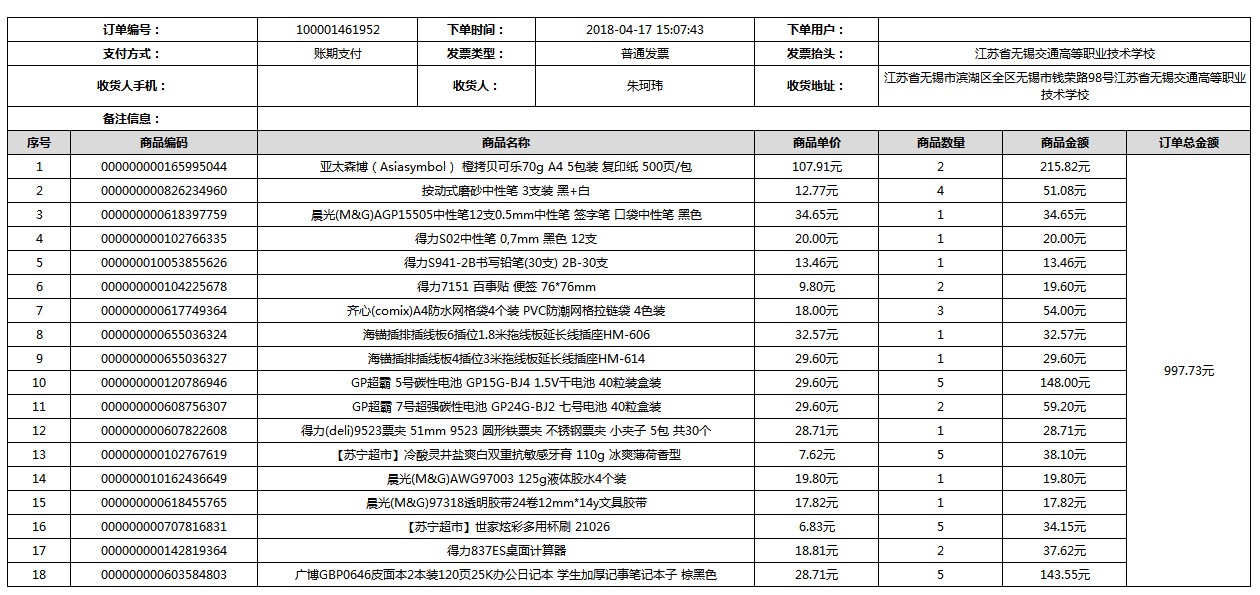 订单编号： 100001461952 下单时间： 2018-04-17 15:07:43 下单用户：
支付方式： 账期支付 发票类型： 普通发票 发票抬头： 江苏省无锡交通高等职业技术学校
收货人手机： 收货人： 朱珂玮 收货地址： 江苏省无锡市滨湖区全区无锡市钱荣路98号江苏省无锡交通高等职业
技术学校
备注信息：
序号 商品编码 商品名称 商品单价 商品数量 商品金额 订单总金额
1 000000000165995044 亚太森博（Asiasymbol） 橙拷贝可乐70g A4 5包装 复印纸 500页/包 107.91元 2 215.82元
2 000000000826234960 按动式磨砂中性笔 3支装 黑+白 12.77元 4 51.08元
3 000000000618397759 晨光(M&G)AGP15505中性笔12支0.5mm中性笔 签字笔 口袋中性笔 黑色 34.65元 1 34.65元
4 000000000102766335 得力S02中性笔 0,7mm 黑色 12支 20.00元 1 20.00元
5 000000010053855626 得力S941-2B书写铅笔(30支) 2B-30支 13.46元 1 13.46元
6 000000000104225678 得力7151 百事贴 便签 76*76mm 9.80元 2 19.60元
7 000000000617749364 齐心(comix)A4防水网格袋4个装 PVC防潮网格拉链袋 4色装 18.00元 3 54.00元
8 000000000655036324 海锚插排插线板6插位1.8米拖线板延长线插座HM-606 32.57元 1 32.57元
9 000000000655036327 海锚插排插线板4插位3米拖线板延长线插座HM-614 29.60元 1 29.60元
997.73元
10 000000000120786946 GP超霸 5号碳性电池 GP15G-BJ4 1.5V干电池 40粒装盒装 29.60元 5 148.00元
11 000000000608756307 GP超霸 7号超强碳性电池 GP24G-BJ2 七号电池 40粒盒装 29.60元 2 59.20元
12 000000000607822608 得力(deli)9523票夹 51mm 9523 圆形铁票夹 不锈钢票夹 小夹子 5包 共30个 28.71元 1 28.71元
13 000000000102767619 【苏宁超市】冷酸灵井盐爽白双重抗敏感牙膏 110g 冰爽薄荷香型 7.62元 5 38.10元
14 000000010162436649 晨光(M&G)AWG97003 125g液体胶水4个装 19.80元 1 19.80元
15 000000000618455765 晨光(M&G)97318透明胶带24卷12mm*14y文具胶带 17.82元 1 17.82元
16 000000000707816831 【苏宁超市】世家炫彩多用杯刷 21026 6.83元 5 34.15元
17 000000000142819364 得力837ES桌面计算器 18.81元 2 37.62元
18 000000000603584803 广博GBP0646皮面本2本装120页25K办公日记本 学生加厚记事笔记本子 棕黑色 28.71元 5 143.55元